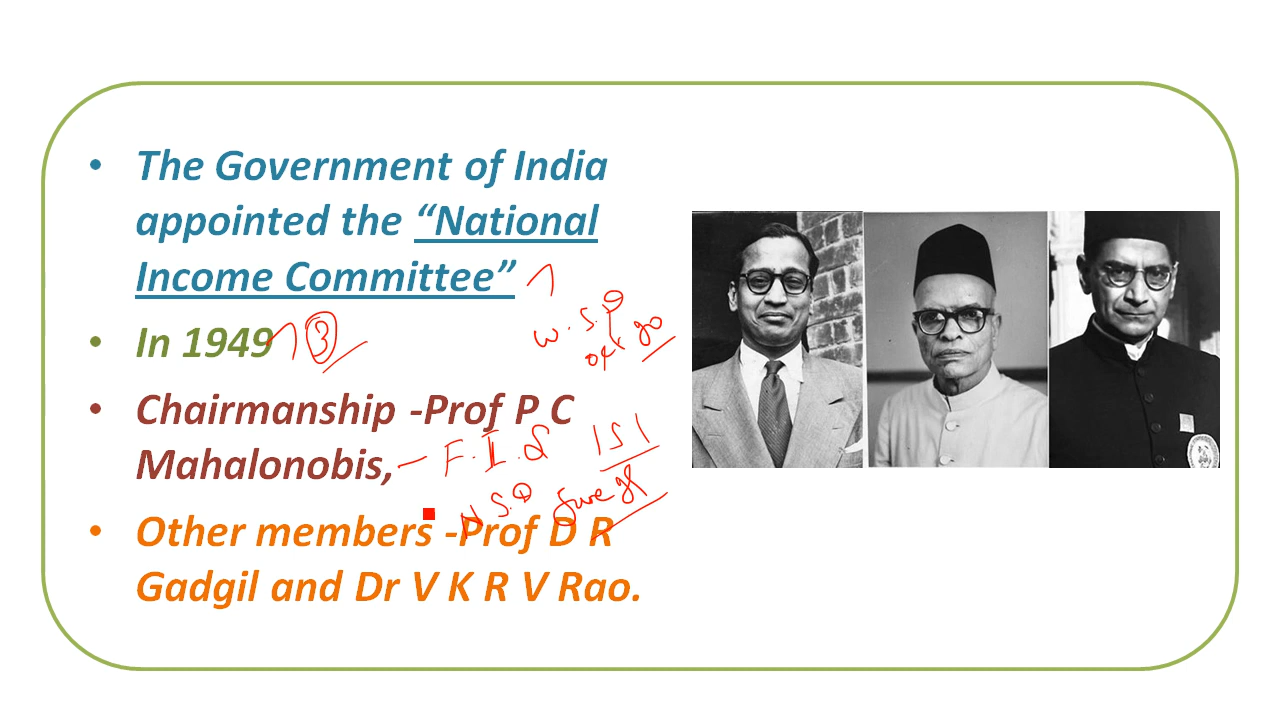 • The Government of India
appointed the “National
Income Committee”
• In 1949 3
• Chairmanship -Prof P C
Mahalonobis,
F.I.S ISI
• Other members -Prof D R
Gadgil and Dr V K R V Rao.